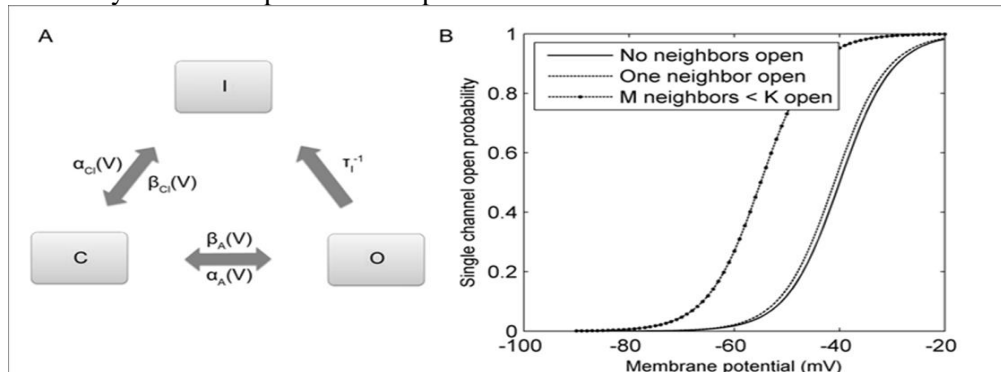 A
I
α_CI(V)
β_CI(V)
τ_I^-1
C
β_A(V)
α_A(V)
O
B
No neighbors open
One neighbor open
M neighbors < K open
Single channel open probability
1
0.8
0.6
0.4
0.2
0
-100
-80
-60
-40
-20
Membrane potential (mV)